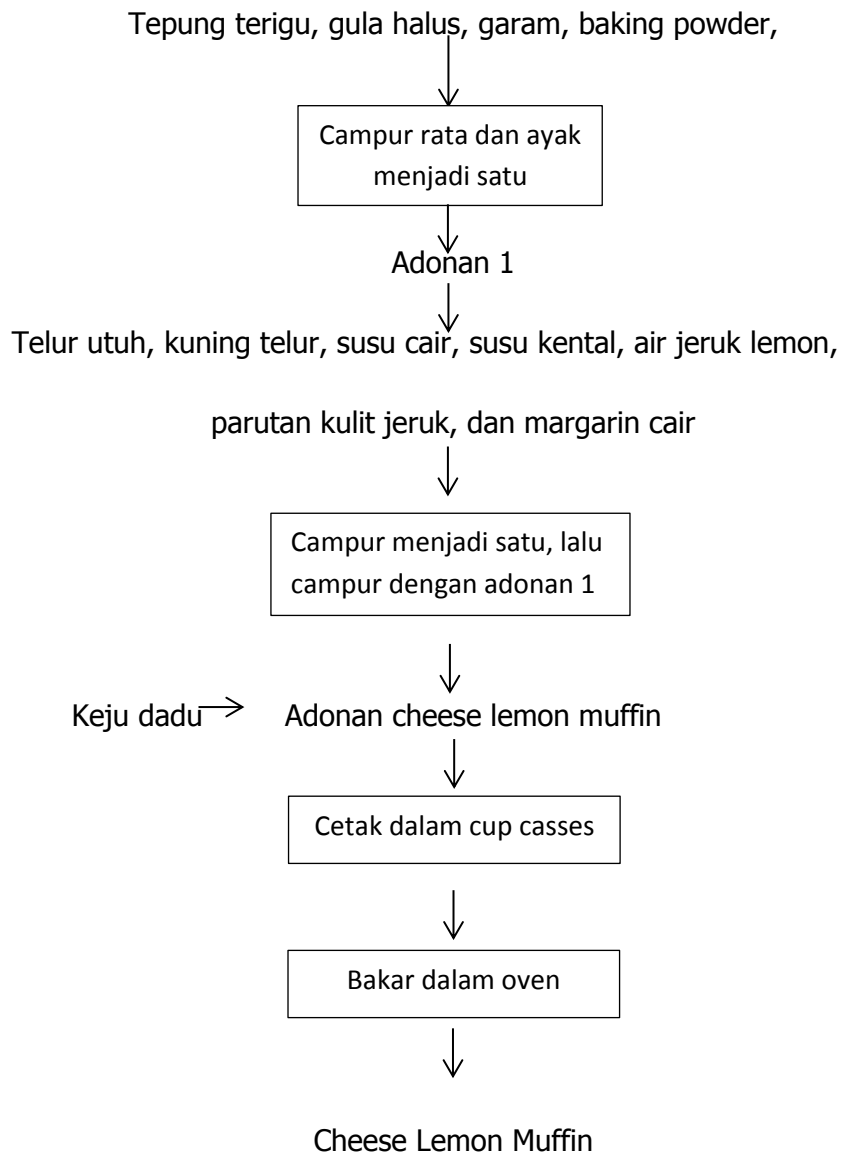 Tepung terigu, gula halus, garam, baking powder,
Campur rata dan ayak
menjadi satu
Adonan 1
Telur utuh, kuning telur, susu cair, susu kental, air jeruk lemon,
parutan kulit jeruk, dan margarin cair
Campur menjadi satu, lalu
campur dengan adonan 1
Keju dadu
Adonan cheese lemon muffin
Cetak dalam cup casses
Bakar dalam oven
Cheese Lemon Muffin